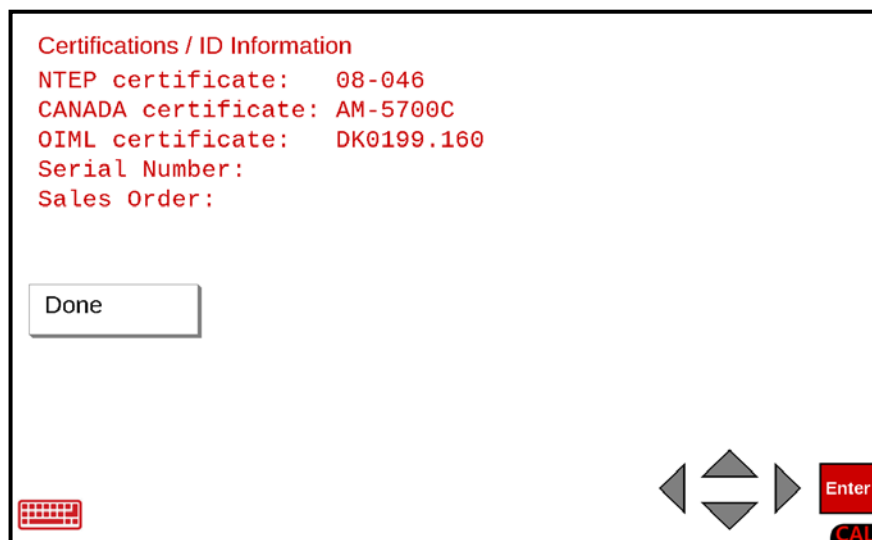 Certifications / ID Information
NTEP certificate: 08-046
CANADA certificate: AM-5700C
OIML certificate: DK0199.160
Serial Number:
Sales Order:
Done
Enter